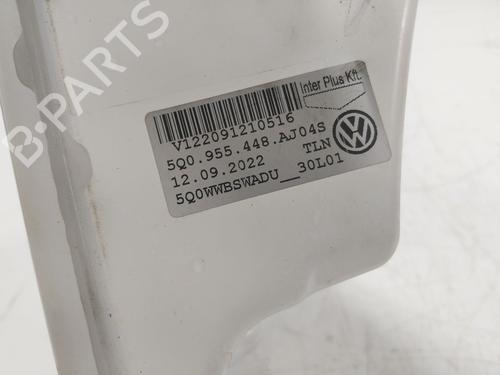 B-PARTS
Inter Plus Kft.
V122091210516
5Q0.955.448.AJ04S
12.09.2022 TLN
5Q0WWBSWADU__30L01